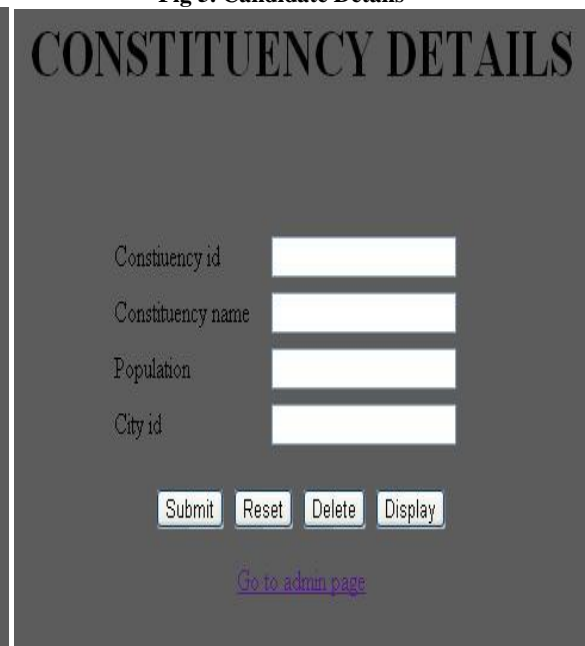 Fig 3. Candidate Details
CONSTITUENCY DETAILS
Constiuency id
Constituency name
Population
City id
Submit Reset Delete Display
Go to admin page